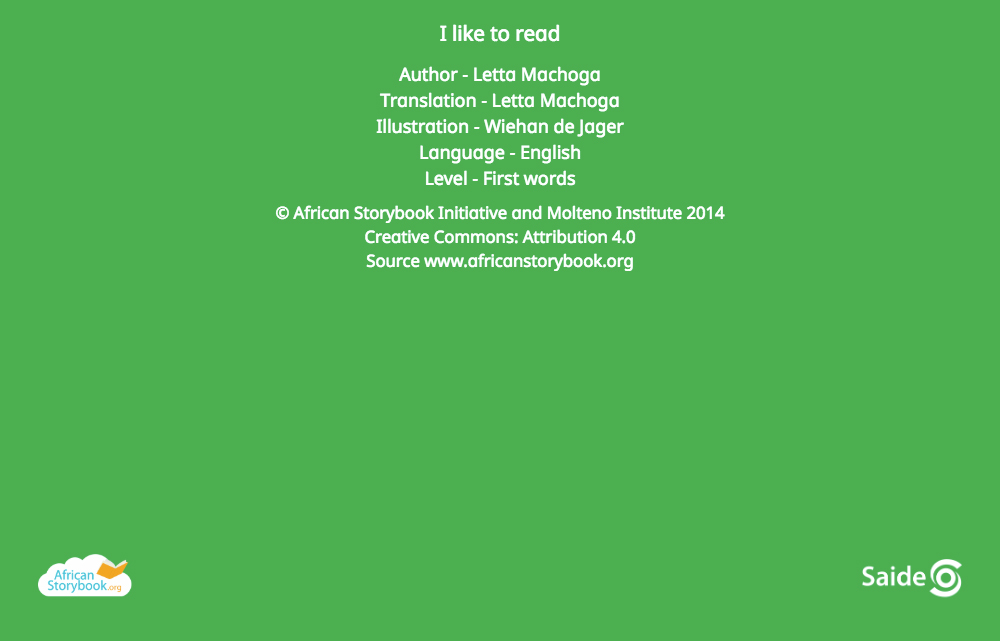 I like to read
Author - Letta Machoga
Translation - Letta Machoga
Illustration - Wiehan de Jager
Language - English
Level - First words
© African Storybook Initiative and Molteno Institute 2014
Creative Commons: Attribution 4.0
Source www.africanstorybook.org
African
Storybook.org
Saide